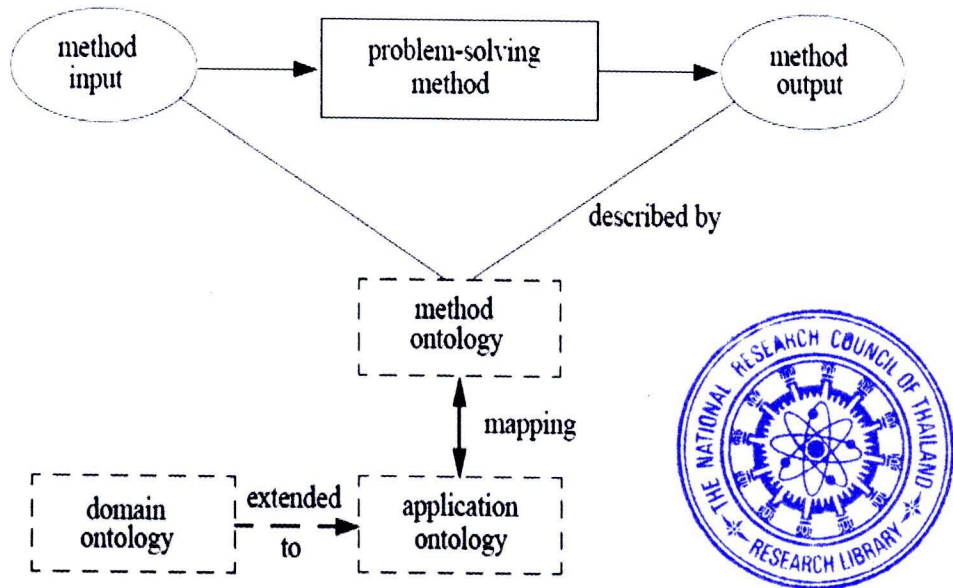 method
input
problem-solving
method
method
output
described by
method
ontology
mapping
domain
ontology
extended
to
application
ontology
THE NATIONAL RESEARCH COUNCIL OF THAILAND
RESEARCH LIBRARY